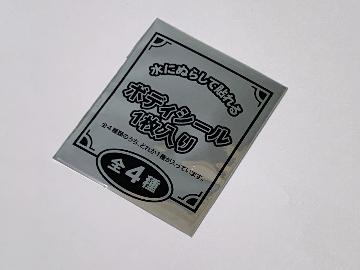 水にぬらして貼れる
ボディシール
1枚入り
全4種類のうち、どれか1種が入っています。
全4種